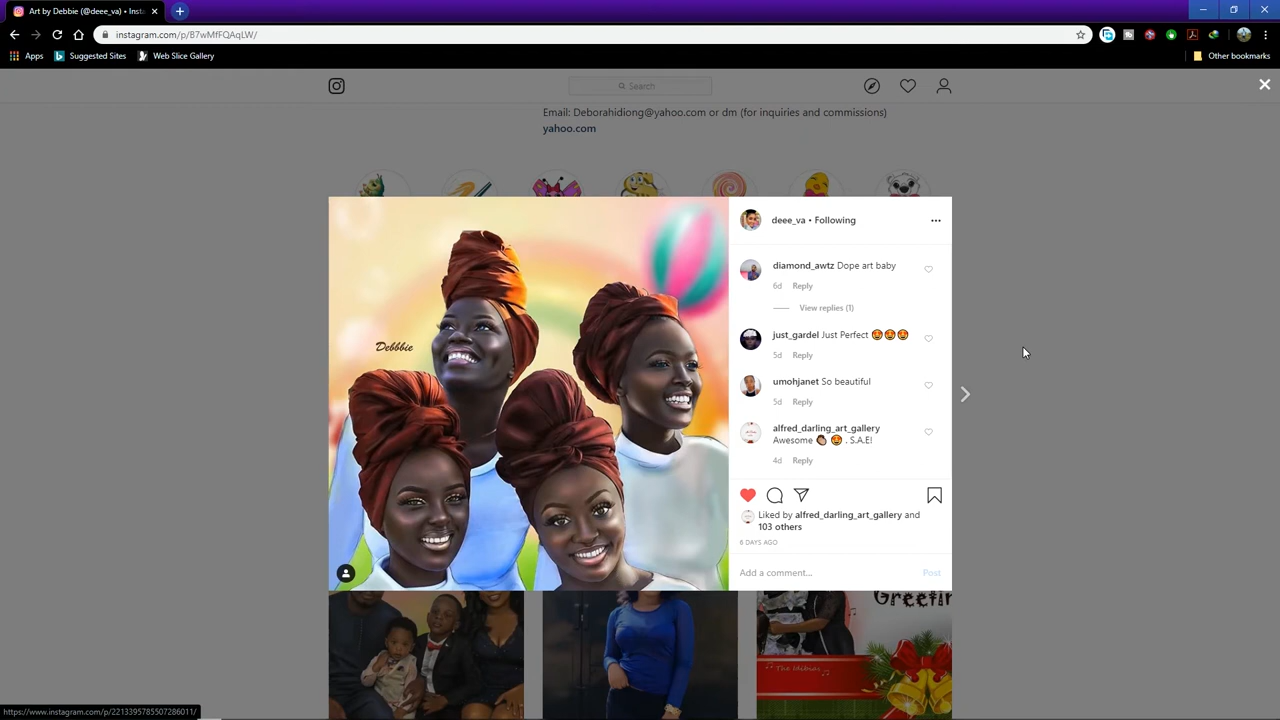 Art by Debbie (@deee_va) • Insta
instagram.com/p/B7wMfFQAqLW/
Apps
Suggested Sites
Web Slice Gallery
Other bookmarks
Search
Email: Deborahidiong@yahoo.com or dm (for inquiries and commissions)
yahoo.com
Debbbie
deee_va • Following
diamond_awtz Dope art baby
6d Reply
View replies (1)
just_gardel Just Perfect 😍😍😍
5d Reply
umohjanet So beautiful
5d Reply
alfred_darling_art_gallery
Awesome 👏🏿 😍 . S.A.E!
4d Reply
Liked by alfred_darling_art_gallery and
103 others
6 DAYS AGO
Add a comment...
Post
Greetin
The Udibras
https://www.instagram.com/p/2213395785507286011/